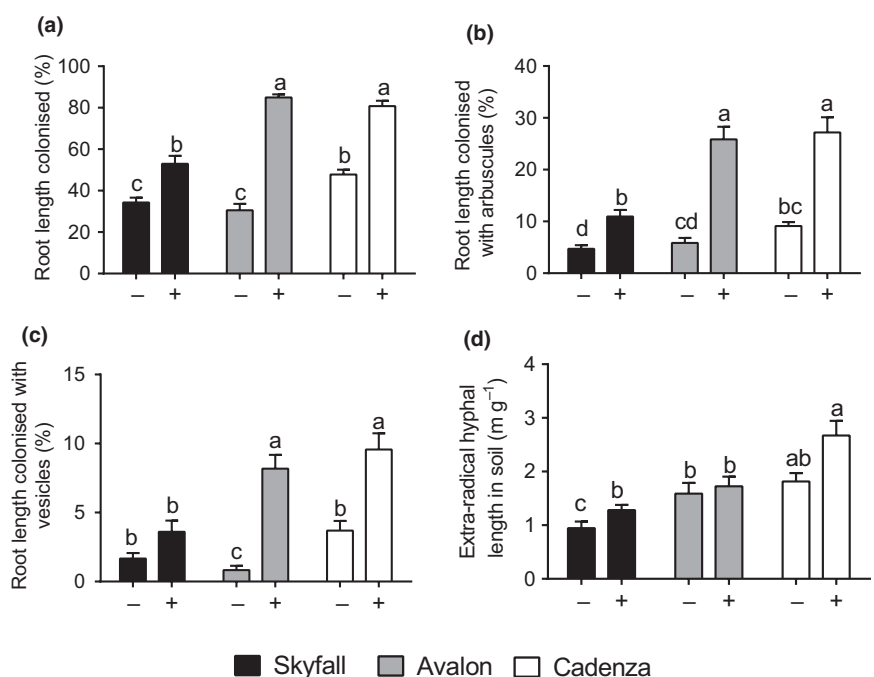 (a)
Root length colonised (%)
100
80
60
40
20
0
c
b
c
a
b
a
– + – + – +
(b)
Root length colonised
with arbuscules (%)
40
30
20
10
0
d
b
cd
a
bc
a
– + – + – +
(c)
Root length colonised with
vesicles (%)
15
10
5
0
b
b
c
a
b
a
– + – + – +
(d)
Extra-radical hyphal
length in soil (m g⁻¹)
4
3
2
1
0
c
b
b
b
ab
a
– + – + – +
Skyfall Avalon Cadenza